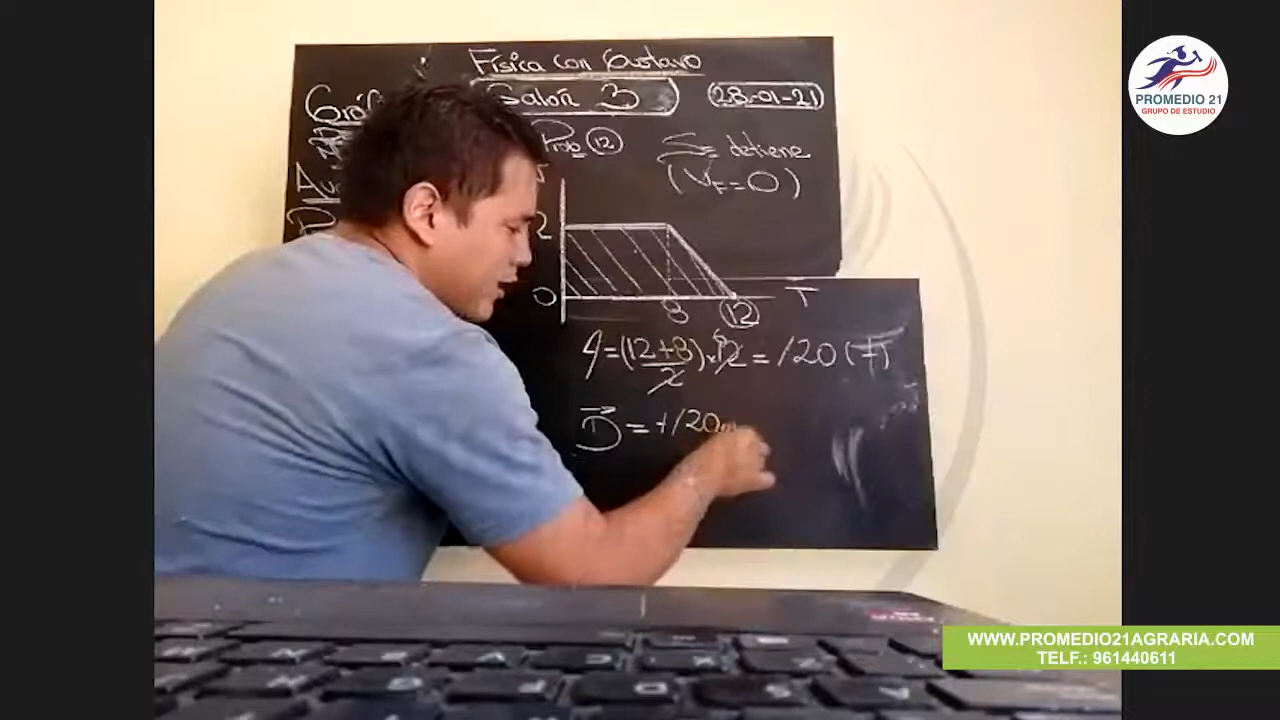 Física con Gustavo
Salón 3
28-01-21
Prob 12
Se detiene
(VF=0)
2
0
8
12
T
A=(12+8)/2×12=120(+)
D=+120m
PROMEDIO 21
GRUPO DE ESTUDIO
WWW.PROMEDIO21AGRARIA.COM
TELF.: 961440611